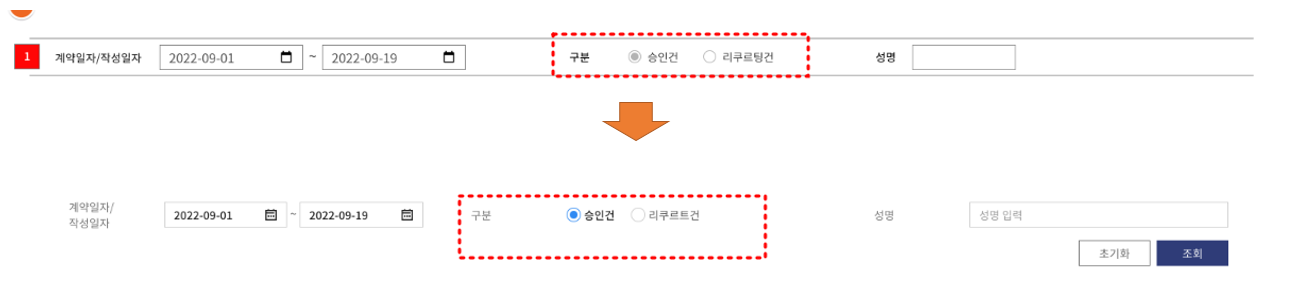 1 계약일자/작성일자 2022-09-01 ~ 2022-09-19 구분 승인건 리쿠르팅건 성명
계약일자/
작성일자 2022-09-01 ~ 2022-09-19 구분 승인건 리쿠르트건 성명 성명 입력
초기화 조회